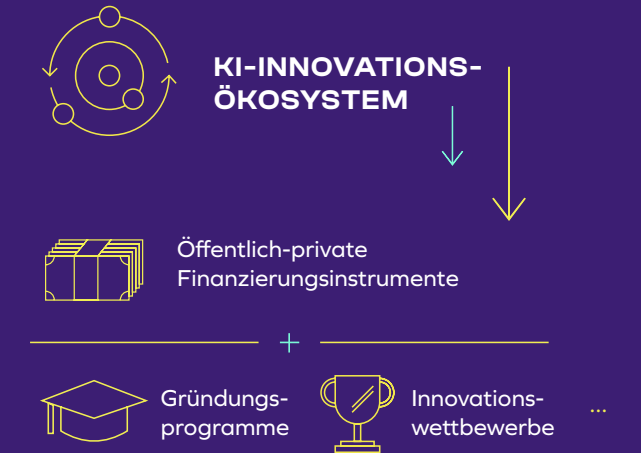 KI-INNOVATIONS-
ÖKOSYSTEM
Öffentlich-private
Finanzierungsinstrumente
+
Gründungs-
programme
Innovations-
wettbewerbe
...